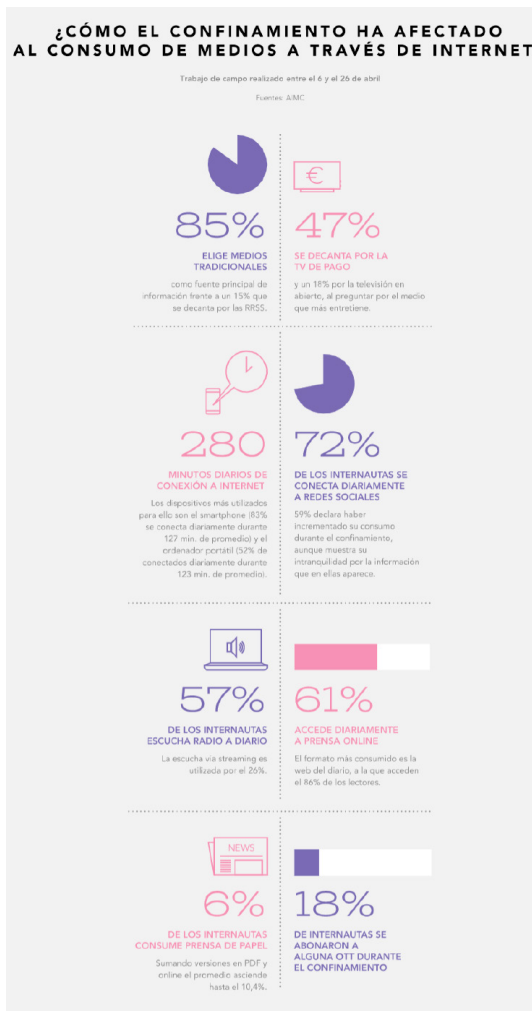 ¿CÓMO EL CONFINAMIENTO HA AFECTADO
AL CONSUMO DE MEDIOS A TRAVÉS DE INTERNET
Trabajo de campo realizado entre el 6 y el 26 de abril
Fuentes: AIMC
85%
ELIGE MEDIOS
TRADICIONALES
como fuente principal de
información frente a un 15% que
se decanta por las RRSS.
€
47%
SE DECANTA POR LA
TV DE PAGO
y un 18% por la televisión en
abierto, al preguntar por el medio
que más entretiene.
280
MINUTOS DIARIOS DE
CONEXIÓN A INTERNET
Los dispositivos más utilizados
para ello son el smartphone (83%
se conecta diariamente durante
127 min. de promedio) y el
ordenador portátil (52% de
conectados diariamente durante
123 min. de promedio).
72%
DE LOS INTERNAUTAS SE
CONECTA DIARIAMENTE
A REDES SOCIALES
59% declara haber
incrementado su consumo
durante el confinamiento,
aunque muestra su
intranquilidad por la información
que en ellas aparece.
57%
DE LOS INTERNAUTAS
ESCUCHA RADIO A DIARIO
La escucha via streaming es
utilizada por el 26%.
61%
ACCEDE DIARIAMENTE
A PRENSA ONLINE
El formato más consumido es la
web del diario, a la que acceden
el 86% de los lectores.
NEWS
6%
DE LOS INTERNAUTAS
CONSUME PRENSA DE PAPEL
Sumando versiones en PDF y
online el promedio asciende
hasta el 10,4%.
18%
DE INTERNAUTAS SE
ABONARON A
ALGUNA OTT DURANTE
EL CONFINAMIENTO